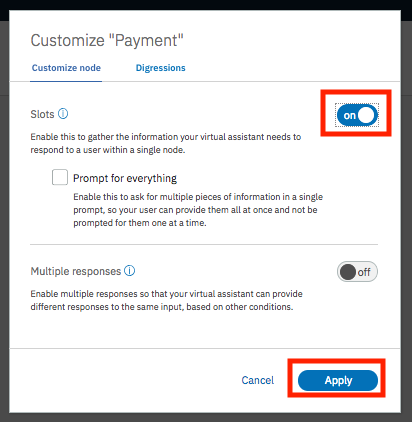 Customize "Payment"
Customize node Digressions
Slots on
Enable this to gather the information your virtual assistant needs to
respond to a user within a single node.
Prompt for everything
Enable this to ask for multiple pieces of information in a single
prompt, so your user can provide them all at once and not be
prompted for them one at a time.
Multiple responses off
Enable multiple responses so that your virtual assistant can provide
different responses to the same input, based on other conditions.
Cancel Apply